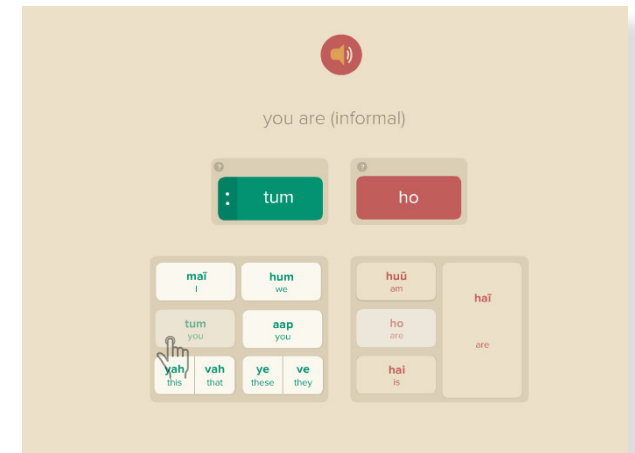 you are (informal)
? ?
: tum ho
maĩ hum huũ haĩ
I we am
tum aap ho
you you are are
yah vah ye ve hai
this that these they is